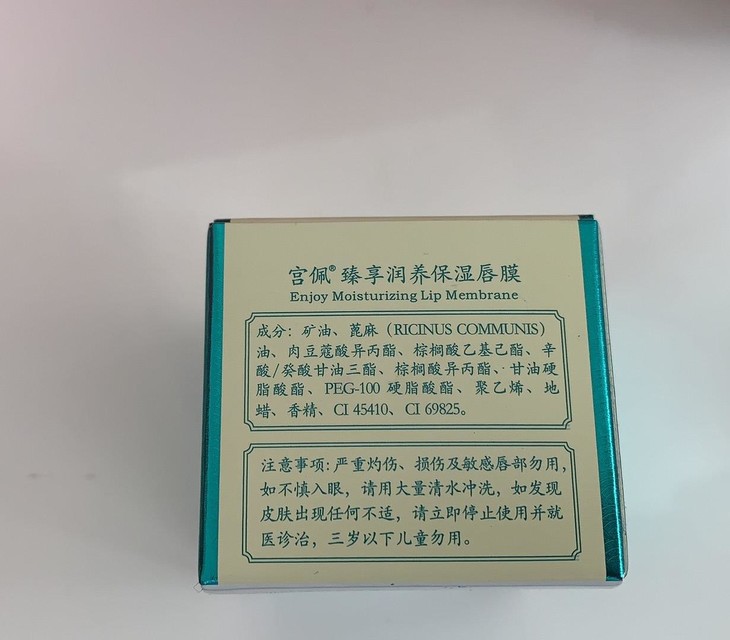 宫佩®臻享润养保湿唇膜
Enjoy Moisturizing Lip Membrane
成分：矿油、蓖麻（RICINUS COMMUNIS）
油、肉豆蔻酸异丙酯、棕榈酸乙基己酯、辛
酸/癸酸甘油三酯、棕榈酸异丙酯、甘油硬
脂酸酯、PEG-100 硬脂酸酯、聚乙烯、地
蜡、香精、CI 45410、CI 69825。
注意事项：严重灼伤、损伤及敏感唇部勿用，
如不慎入眼，请用大量清水冲洗，如发现
皮肤出现任何不适，请立即停止使用并就
医诊治，三岁以下儿童勿用。